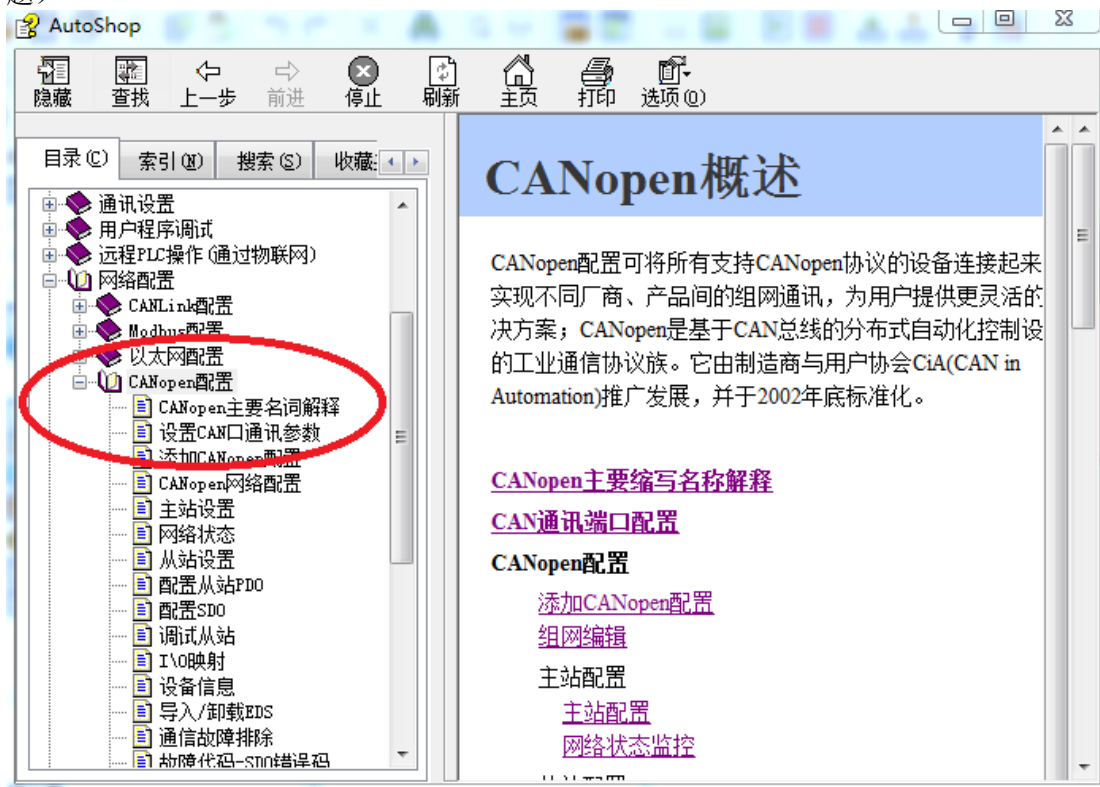 AutoShop
隐藏 查找 上一步 前进 停止 刷新 主页 打印 选项(O)
目录(C) 索引(N) 搜索(S) 收藏
通讯设置
用户程序调试
远程PLC操作(通过物联网)
网络配置
CANLink配置
Modbus配置
以太网配置
CANopen配置
CANopen主要名词解释
设置CAN口通讯参数
添加CANopen配置
CANopen网络配置
主站设置
网络状态
从站设置
配置从站PDO
配置SDO
调试从站
I\O映射
设备信息
导入/卸载EDS
通信故障排除
故障代码-SDO错误码
CANopen概述
CANopen配置可将所有支持CANopen协议的设备连接起来
实现不同厂商、产品间的组网通讯，为用户提供更灵活的
决方案；CANopen是基于CAN总线的分布式自动化控制设
的工业通信协议族。它由制造商与用户协会CiA(CAN in
Automation)推广发展，并于2002年底标准化。
CANopen主要缩写名称解释
CAN通讯端口配置
CANopen配置
添加CANopen配置
组网编辑
主站配置
主站配置
网络状态监控